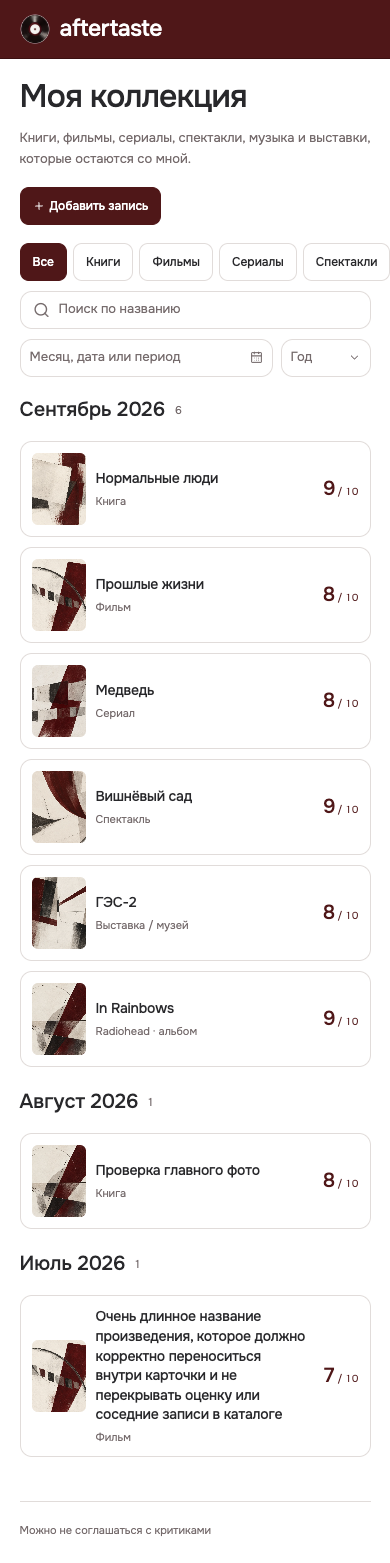 aftertaste
Моя коллекция
Книги, фильмы, сериалы, спектакли, музыка и выставки,
которые остаются со мной.
+ Добавить запись
Все Книги Фильмы Сериалы Спектакли
Поиск по названию
Месяц, дата или период Год
Сентябрь 2026 6
Нормальные люди
Книга
9 / 10
Прошлые жизни
Фильм
8 / 10
Медведь
Сериал
8 / 10
Вишнёвый сад
Спектакль
9 / 10
ГЭС-2
Выставка / музей
8 / 10
In Rainbows
Radiohead · альбом
9 / 10
Август 2026 1
Проверка главного фото
Книга
8 / 10
Июль 2026 1
Очень длинное название
произведения, которое должно
корректно переноситься
внутри карточки и не
перекрывать оценку или
соседние записи в каталоге
Фильм
7 / 10
Можно не соглашаться с критиками